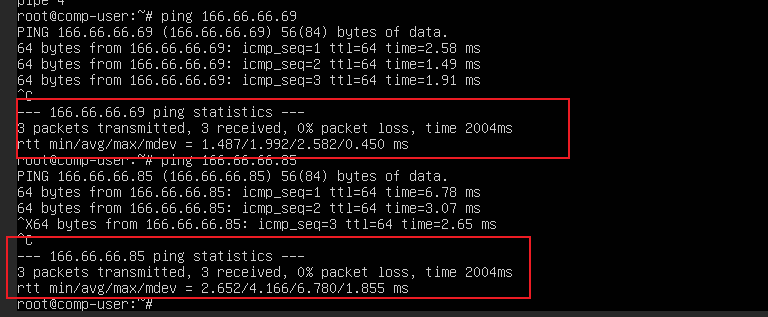 pipe 4
root@comp-user:~# ping 166.66.66.69
PING 166.66.66.69 (166.66.66.69) 56(84) bytes of data.
64 bytes from 166.66.66.69: icmp_seq=1 ttl=64 time=2.58 ms
64 bytes from 166.66.66.69: icmp_seq=2 ttl=64 time=1.49 ms
64 bytes from 166.66.66.69: icmp_seq=3 ttl=64 time=1.91 ms
^C
--- 166.66.66.69 ping statistics ---
3 packets transmitted, 3 received, 0% packet loss, time 2004ms
rtt min/avg/max/mdev = 1.487/1.992/2.582/0.450 ms
root@comp-user:~# ping 166.66.66.85
PING 166.66.66.85 (166.66.66.85) 56(84) bytes of data.
64 bytes from 166.66.66.85: icmp_seq=1 ttl=64 time=6.78 ms
64 bytes from 166.66.66.85: icmp_seq=2 ttl=64 time=3.07 ms
^X64 bytes from 166.66.66.85: icmp_seq=3 ttl=64 time=2.65 ms
^C
--- 166.66.66.85 ping statistics ---
3 packets transmitted, 3 received, 0% packet loss, time 2004ms
rtt min/avg/max/mdev = 2.652/4.166/6.780/1.855 ms
root@comp-user:~#